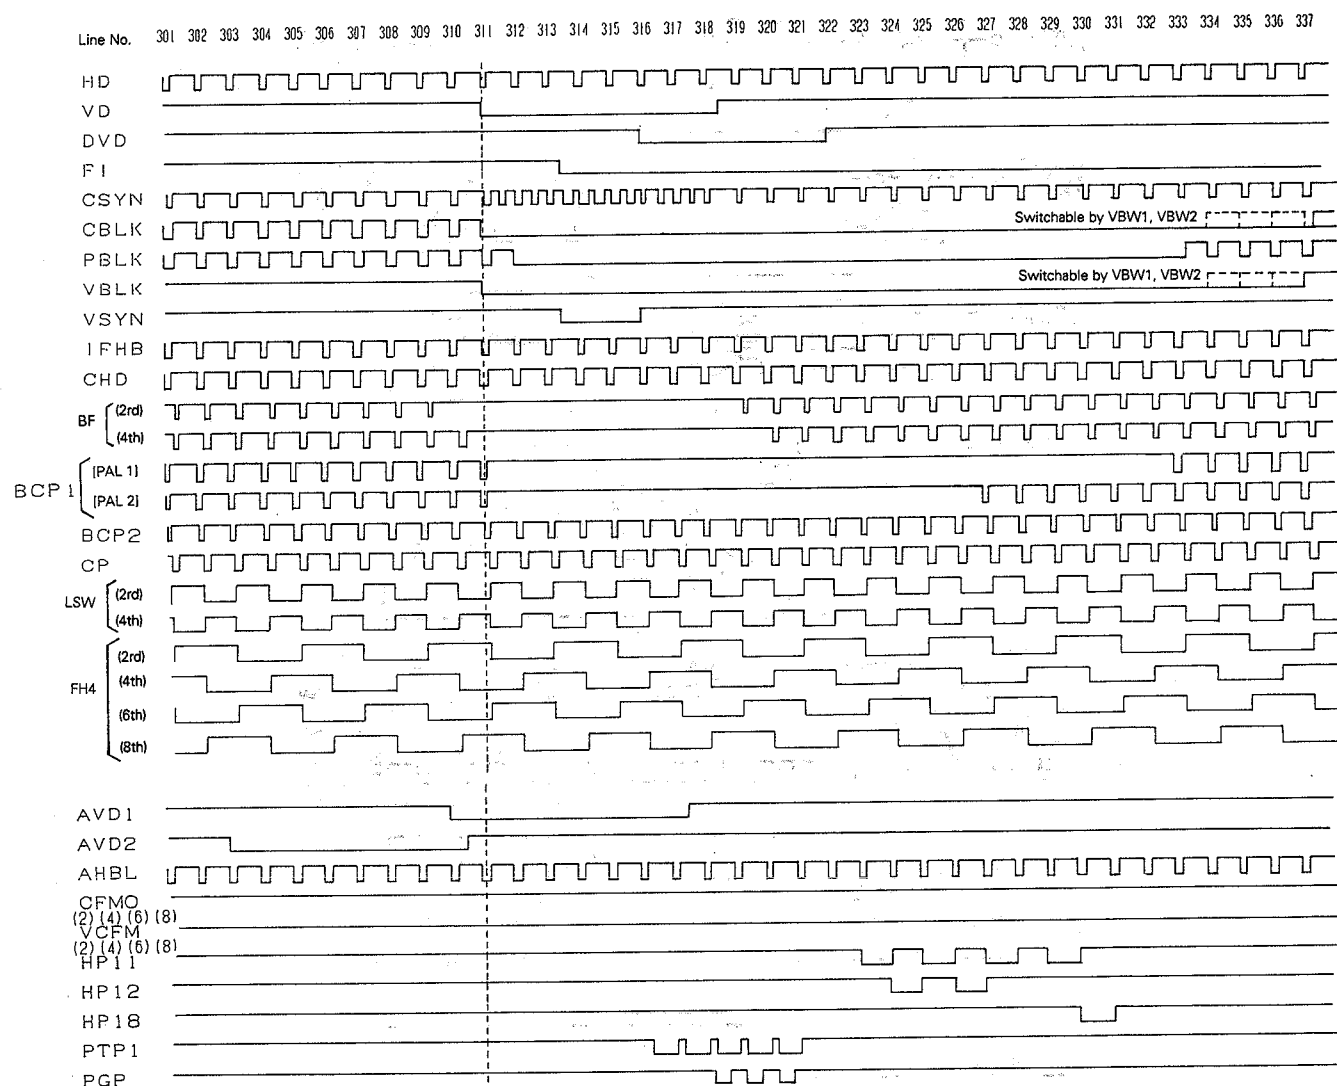 Line No. 301 302 303 304 305 306 307 308 309 310 311 312 313 314 315 316 317 318 319 320 321 322 323 324 325 326 327 328 329 330 331 332 333 334 335 336 337
HD
VD
DVD
FI
CSYN
CBLK Switchable by VBW1, VBW2
PBLK
VBLK Switchable by VBW1, VBW2
VSYN
IFHB
CHD
BF (2rd)
(4th)
BCP1 [PAL 1]
[PAL 2]
BCP2
CP
LSW (2rd)
(4th)
FH4 (2rd)
(4th)
(6th)
(8th)
AVD1
AVD2
AHBL
CFMO
(2) (4) (6) (8)
VCFM
(2) (4) (6) (8)
HP11
HP12
HP18
PTP1
PGP